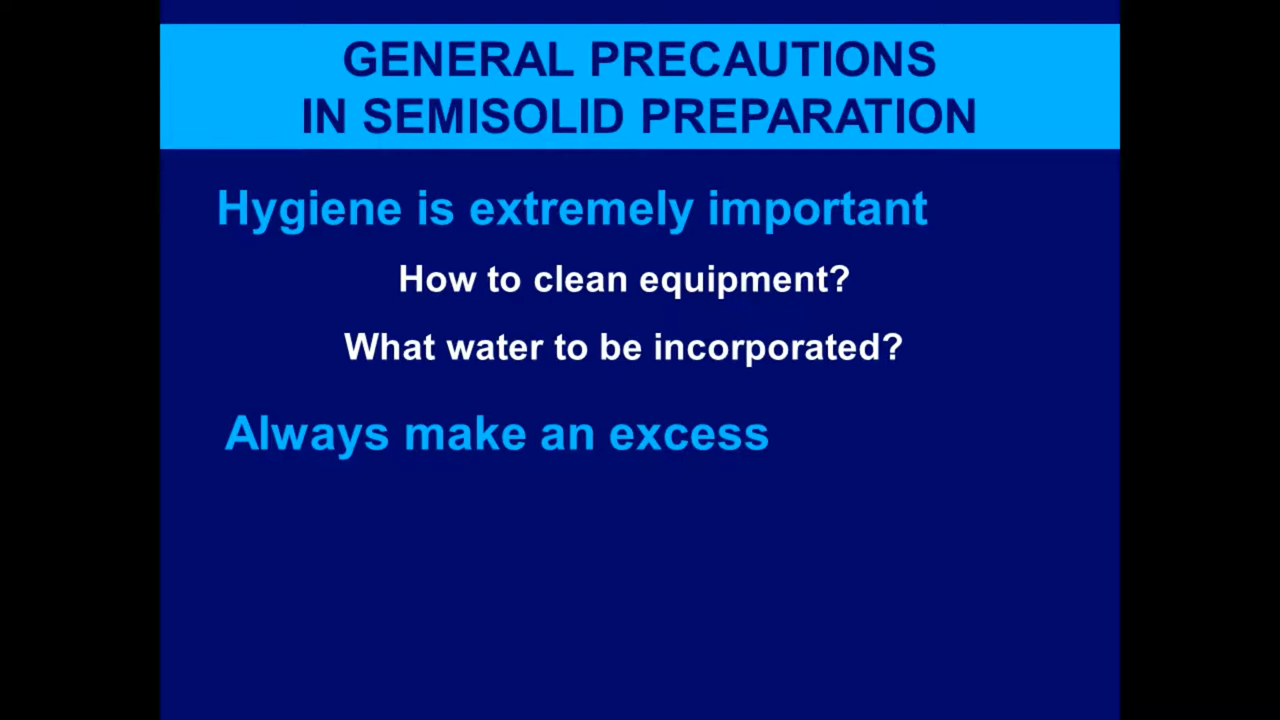 GENERAL PRECAUTIONS
IN SEMISOLID PREPARATION
Hygiene is extremely important
How to clean equipment?
What water to be incorporated?
Always make an excess